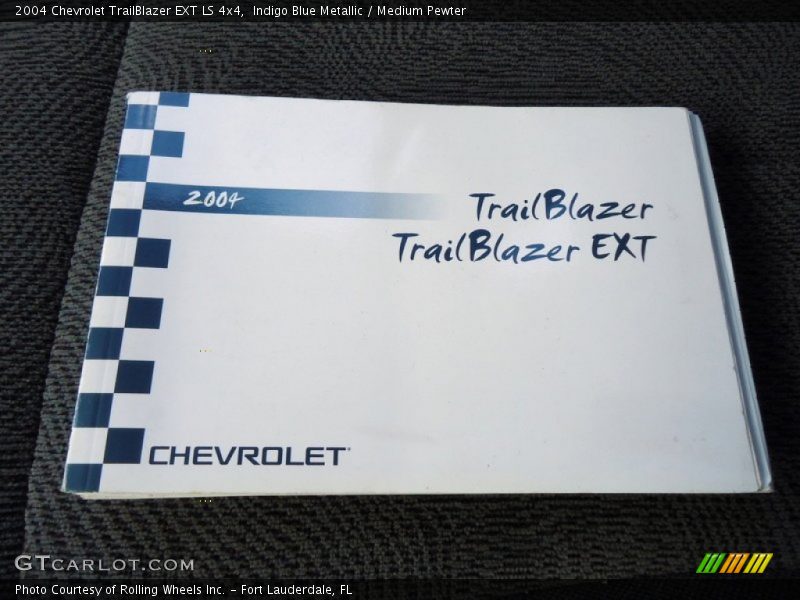 2004 Chevrolet TrailBlazer EXT LS 4x4,  Indigo Blue Metallic / Medium Pewter
2004
TrailBlazer
TrailBlazer EXT
CHEVROLET
GTCARLOT.COM
Photo Courtesy of Rolling Wheels Inc. – Fort Lauderdale, FL